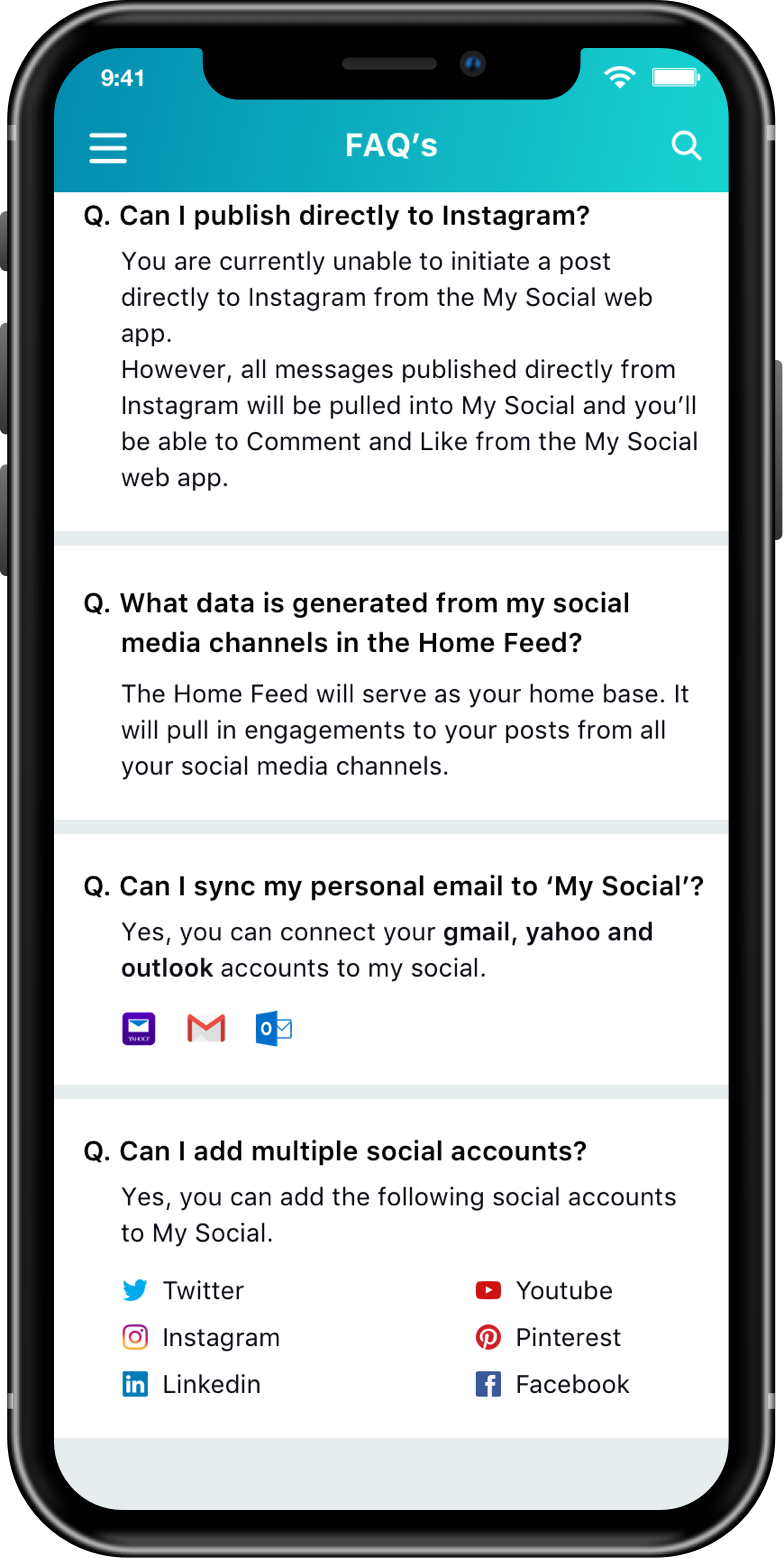 9:41
FAQ’s
Q. Can I publish directly to Instagram?
You are currently unable to initiate a post
directly to Instagram from the My Social web
app.
However, all messages published directly from
Instagram will be pulled into My Social and you’ll
be able to Comment and Like from the My Social
web app.
Q. What data is generated from my social
media channels in the Home Feed?
The Home Feed will serve as your home base. It
will pull in engagements to your posts from all
your social media channels.
Q. Can I sync my personal email to ‘My Social’?
Yes, you can connect your gmail, yahoo and
outlook accounts to my social.
YAHOO!
Q. Can I add multiple social accounts?
Yes, you can add the following social accounts
to My Social.
Twitter
Youtube
Instagram
Pinterest
Linkedin
Facebook